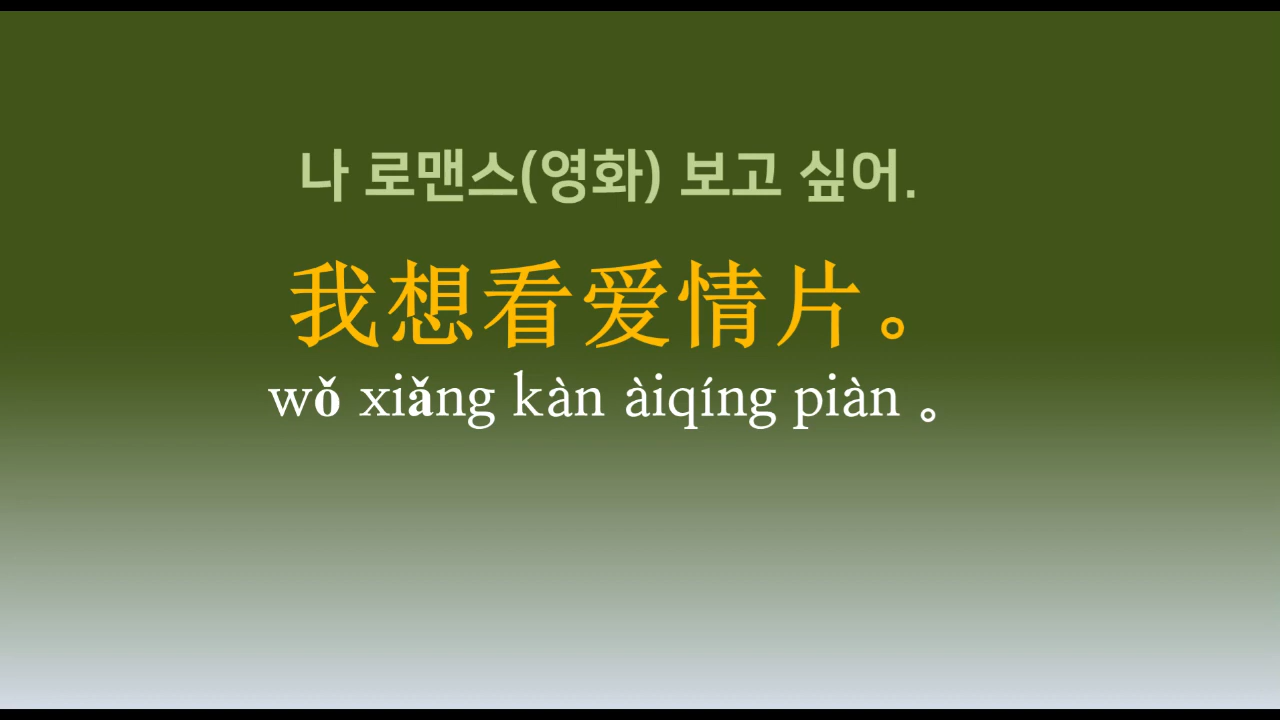 나 로맨스(영화) 보고 싶어.
我想看爱情片。
wǒ xiǎng kàn àiqíng piàn 。